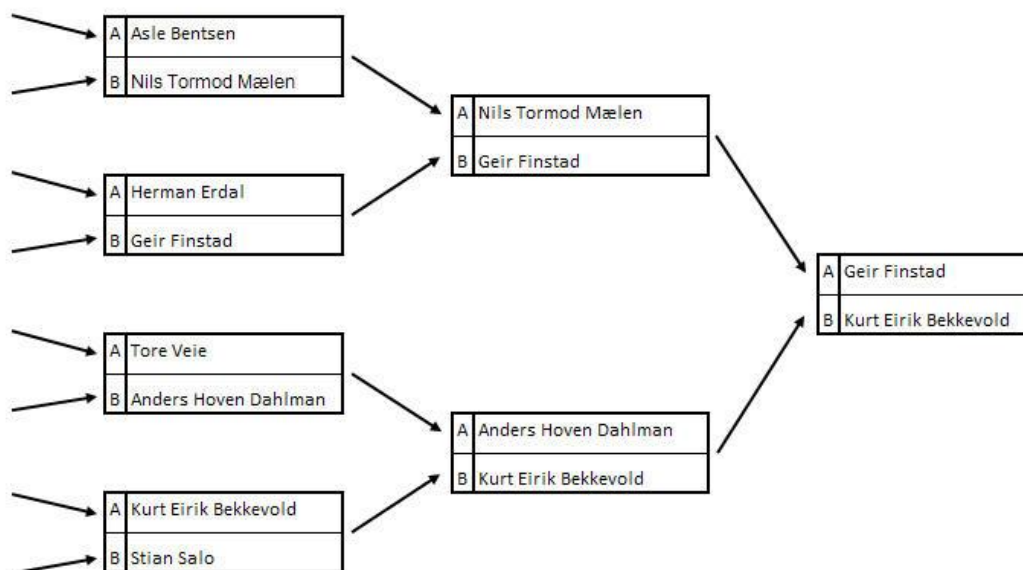 A Asle Bentsen
B Nils Tormod Mælen
A Herman Erdal
B Geir Finstad
A Tore Veie
B Anders Hoven Dahlman
A Kurt Eirik Bekkevold
B Stian Salo
A Nils Tormod Mælen
B Geir Finstad
A Anders Hoven Dahlman
B Kurt Eirik Bekkevold
A Geir Finstad
B Kurt Eirik Bekkevold